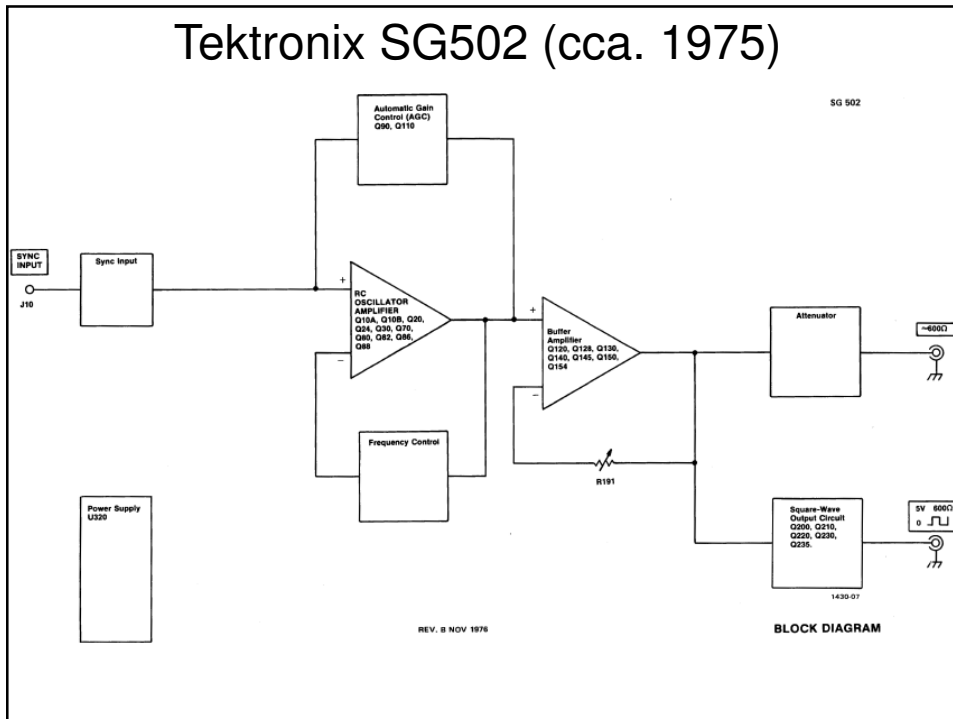 Tektronix SG502 (cca. 1975)
SG 502
Automatic Gain
Control (AGC)
Q90, Q110
SYNC
INPUT
J10
Sync Input
+
RC
OSCILLATOR
AMPLIFIER
Q10A, Q10B, Q20,
Q24, Q30, Q70,
Q80, Q82, Q86,
Q88
−
+
Buffer
Amplifier
Q120, Q128, Q130,
Q140, Q145, Q150,
Q154
−
Attenuator
~600Ω
Frequency Control
R191
Power Supply
U320
Square-Wave
Output Circuit
Q200, Q210,
Q220, Q230,
Q235.
5V 600Ω
0
1430-07
REV. B NOV 1976
BLOCK DIAGRAM